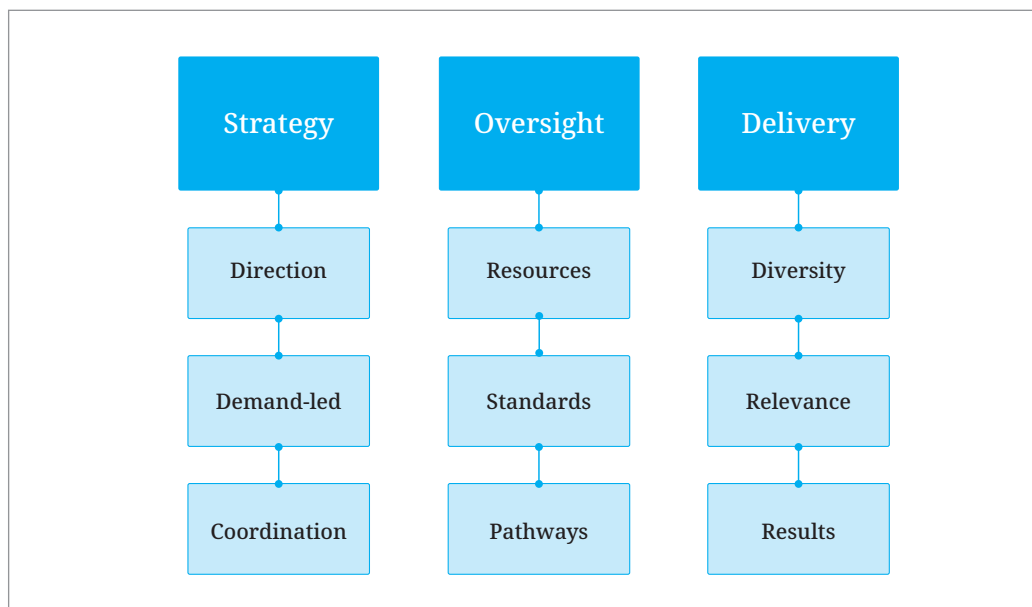 Strategy
Oversight
Delivery
Direction
Resources
Diversity
Demand-led
Standards
Relevance
Coordination
Pathways
Results